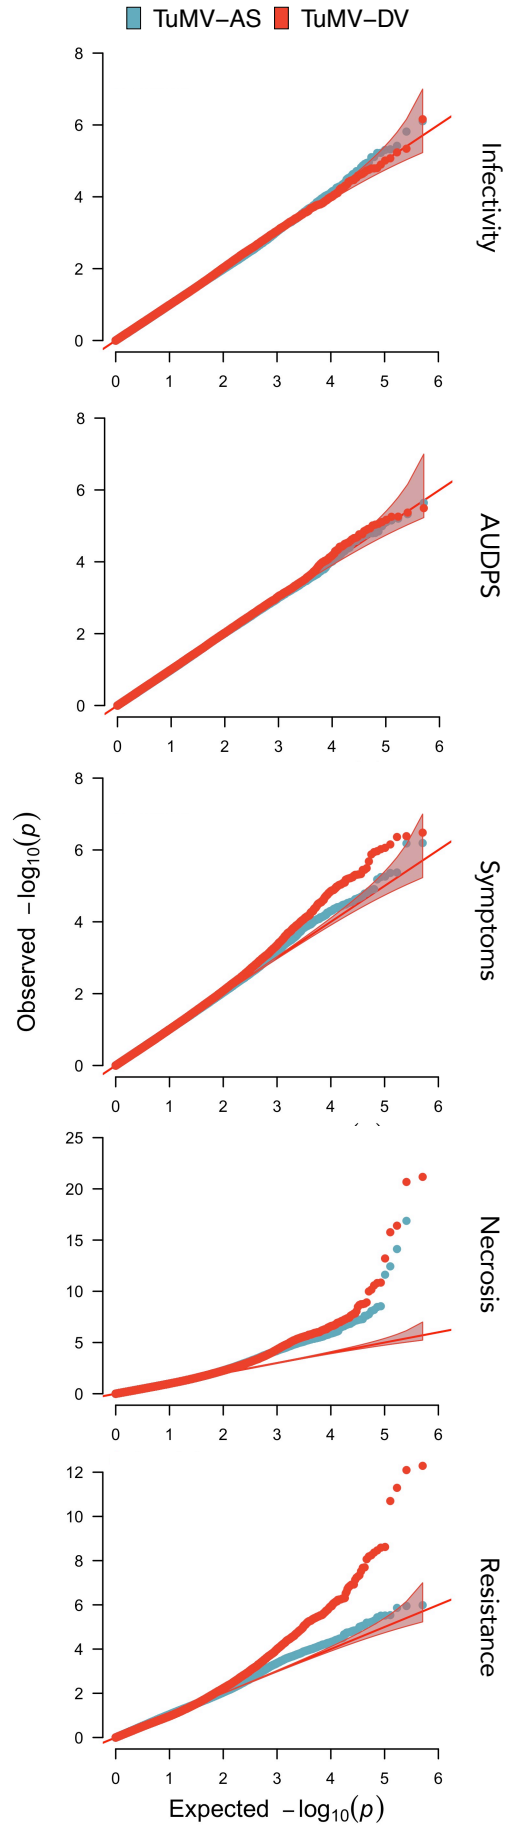 TuMV−AS TuMV−DV
8
6
4
2
0
0 1 2 3 4 5 6
Infectivity
8
6
4
2
0
0 1 2 3 4 5 6
AUDPS
8
6
4
2
0
0 1 2 3 4 5 6
Symptoms
Observed −log10(p)
25
20
15
10
5
0
0 1 2 3 4 5 6
Necrosis
12
10
8
6
4
2
0
0 1 2 3 4 5 6
Resistance
Expected −log10(p)